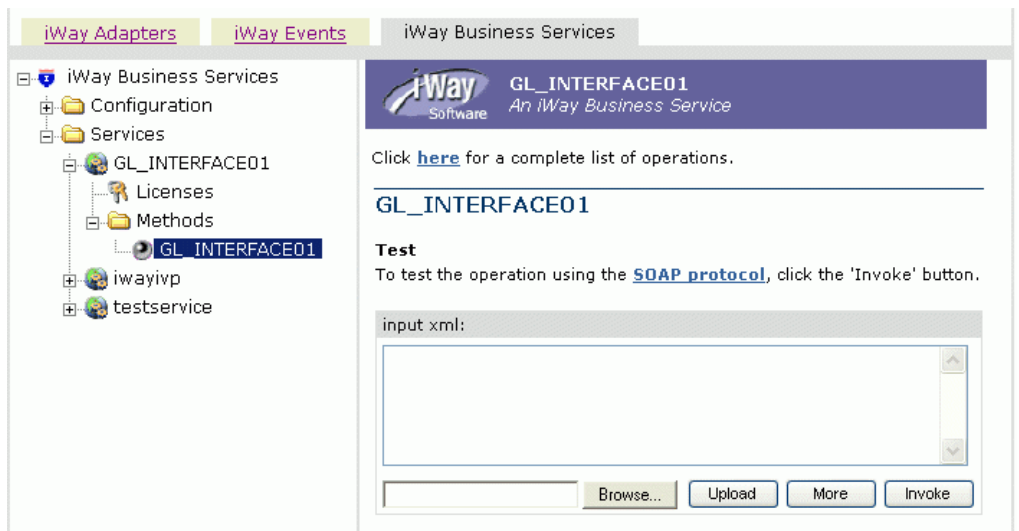 iWay Adapters
iWay Events
iWay Business Services
iWay Business Services
Configuration
Services
GL_INTERFACE01
Licenses
Methods
GL_INTERFACE01
iwayivp
testservice
iWay
Software
GL_INTERFACE01
An iWay Business Service
Click here for a complete list of operations.
GL_INTERFACE01
Test
To test the operation using the SOAP protocol, click the 'Invoke' button.
input xml:
Browse...
Upload
More
Invoke